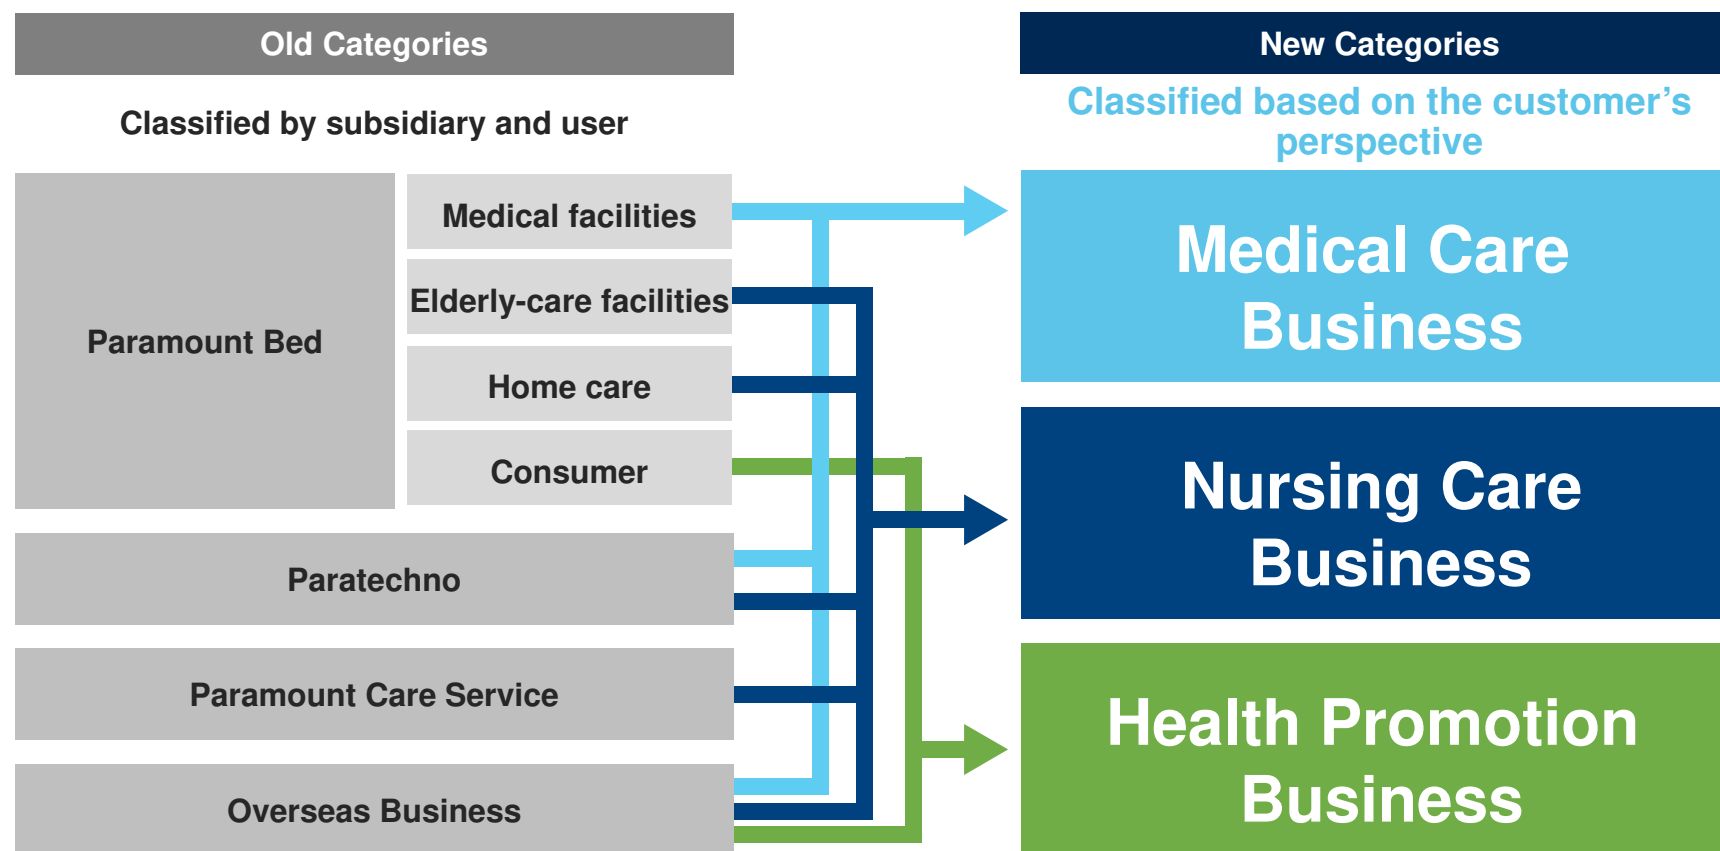 Old Categories
Classified by subsidiary and user
Paramount Bed
Medical facilities
Elderly-care facilities
Home care
Consumer
Paratechno
Paramount Care Service
Overseas Business
New Categories
Classified based on the customer’s
perspective
Medical Care
Business
Nursing Care
Business
Health Promotion
Business